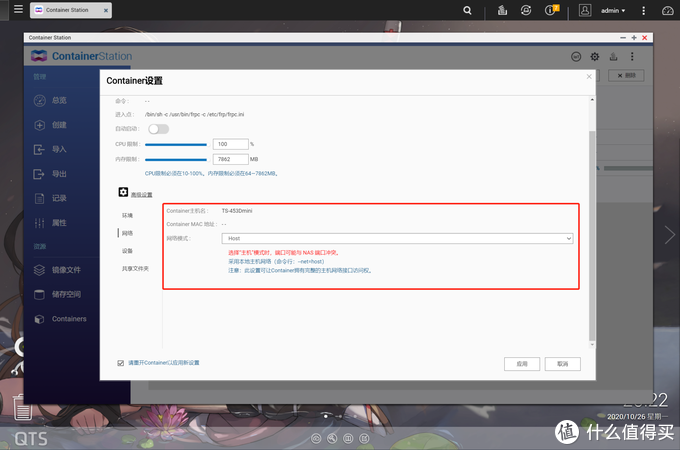 Container Station
admin
2
Container Station
ContainerStation
管理
总览
创建
导入
导出
记录
属性
设置
镜像文件
储存空间
Containers
× 删除
Container设置
命令： --
进入点： /bin/sh -c /usr/bin/frpc -c /etc/frp/frpc.ini
自动启动：
CPU 限制： 100 %
内存限制： 7862 MB
CPU限制必须在10-100%，内存限制必须在64~7862MB。
高级设置
环境
网络
设备
共享文件夹
Container主机名： TS-453Dmini
Container MAC 地址： --
网络模式： Host
选择"主机"模式时，端口可能与 NAS 端口冲突。
采用本地主机网络（命令行：--net=host）
注意：此设置可让Container拥有完整的主机网络接口访问权。
请重开Container以应用新设置
应用
取消
2020/10/26 星期一
QTS
值 什么值得买